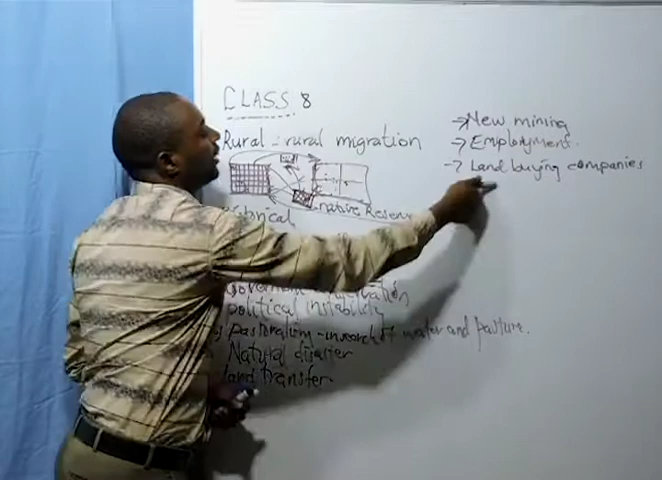 CLASS 8
Rural - rural migration
native Reserv
political instability
Pastoralism - in search of water and pasture.
Natural disaster
land transfer
→ New mining
→ Employment.
→ Land buying companies